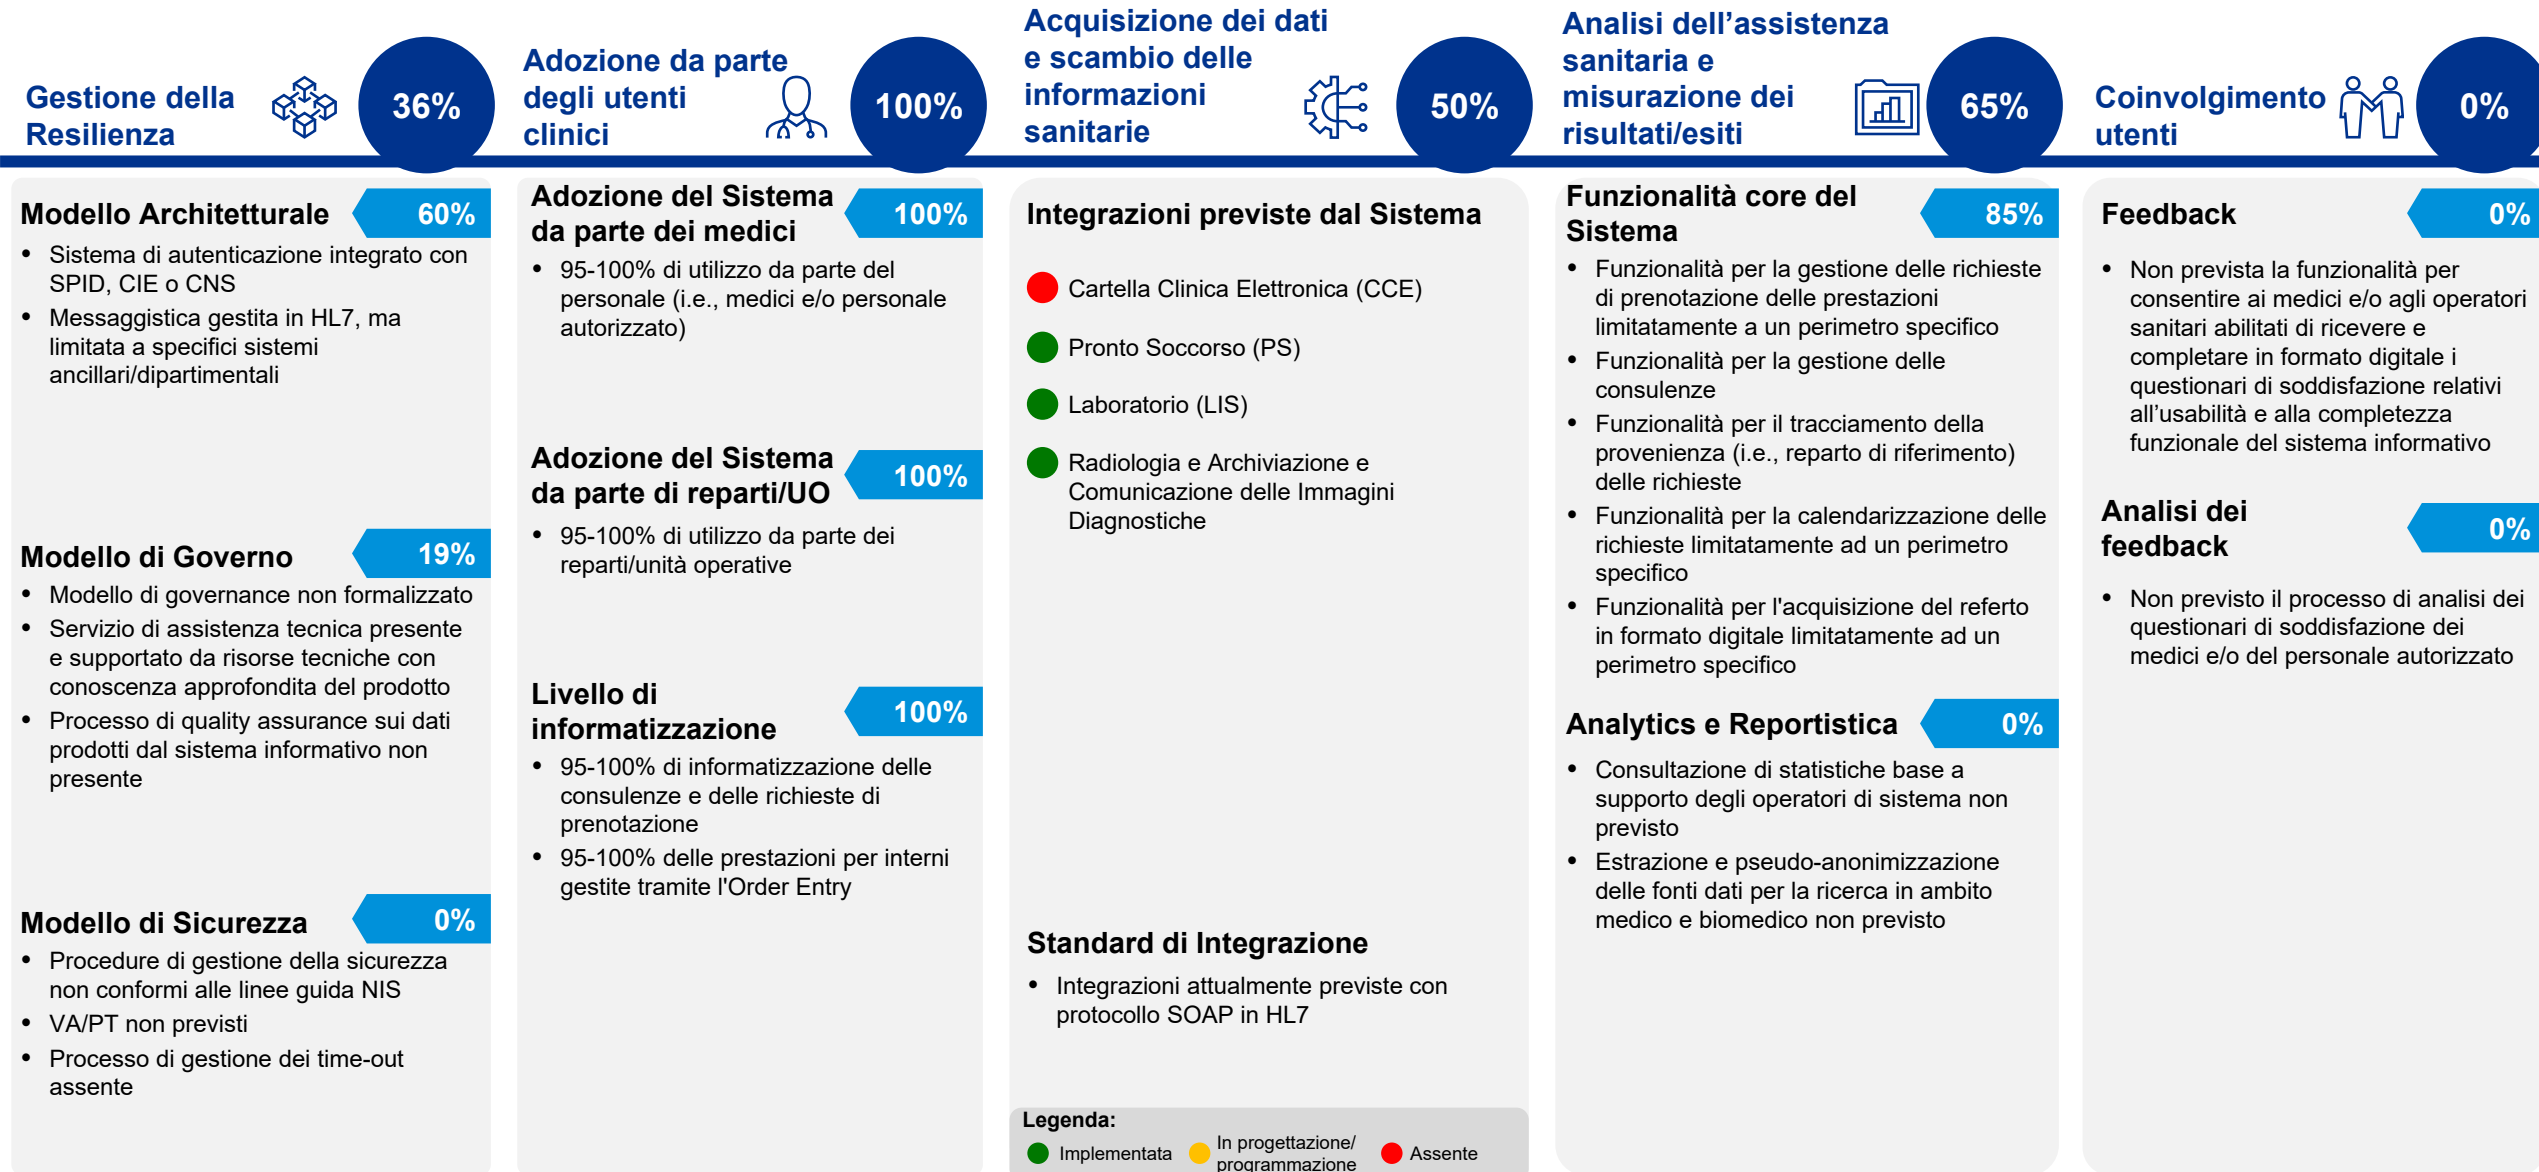 Gestione della
Resilienza
36%
Adozione da parte
degli utenti
clinici
100%
Acquisizione dei dati
e scambio delle
informazioni
sanitarie
50%
Analisi dell’assistenza
sanitaria e
misurazione dei
risultati/esiti
65%
Coinvolgimento
utenti
0%
Modello Architetturale
60%
• Sistema di autenticazione integrato con
SPID, CIE o CNS
• Messaggistica gestita in HL7, ma
limitata a specifici sistemi
ancillari/dipartimentali
Modello di Governo
19%
• Modello di governance non formalizzato
• Servizio di assistenza tecnica presente
e supportato da risorse tecniche con
conoscenza approfondita del prodotto
• Processo di quality assurance sui dati
prodotti dal sistema informativo non
presente
Modello di Sicurezza
0%
• Procedure di gestione della sicurezza
non conformi alle linee guida NIS
• VA/PT non previsti
• Processo di gestione dei time-out
assente
Adozione del Sistema
da parte dei medici
100%
• 95-100% di utilizzo da parte del
personale (i.e., medici e/o personale
autorizzato)
Adozione del Sistema
da parte di reparti/UO
100%
• 95-100% di utilizzo da parte dei
reparti/unità operative
Livello di
informatizzazione
100%
• 95-100% di informatizzazione delle
consulenze e delle richieste di
prenotazione
• 95-100% delle prestazioni per interni
gestite tramite l'Order Entry
Integrazioni previste dal Sistema
Cartella Clinica Elettronica (CCE)
Pronto Soccorso (PS)
Laboratorio (LIS)
Radiologia e Archiviazione e
Comunicazione delle Immagini
Diagnostiche
Standard di Integrazione
• Integrazioni attualmente previste con
protocollo SOAP in HL7
Legenda:
Implementata
In progettazione/
programmazione
Assente
Funzionalità core del
Sistema
85%
• Funzionalità per la gestione delle richieste
di prenotazione delle prestazioni
limitatamente a un perimetro specifico
• Funzionalità per la gestione delle
consulenze
• Funzionalità per il tracciamento della
provenienza (i.e., reparto di riferimento)
delle richieste
• Funzionalità per la calendarizzazione delle
richieste limitatamente ad un perimetro
specifico
• Funzionalità per l'acquisizione del referto
in formato digitale limitatamente ad un
perimetro specifico
Analytics e Reportistica
0%
• Consultazione di statistiche base a
supporto degli operatori di sistema non
previsto
• Estrazione e pseudo-anonimizzazione
delle fonti dati per la ricerca in ambito
medico e biomedico non previsto
Feedback
0%
• Non prevista la funzionalità per
consentire ai medici e/o agli operatori
sanitari abilitati di ricevere e
completare in formato digitale i
questionari di soddisfazione relativi
all’usabilità e alla completezza
funzionale del sistema informativo
Analisi dei
feedback
0%
• Non previsto il processo di analisi dei
questionari di soddisfazione dei
medici e/o del personale autorizzato